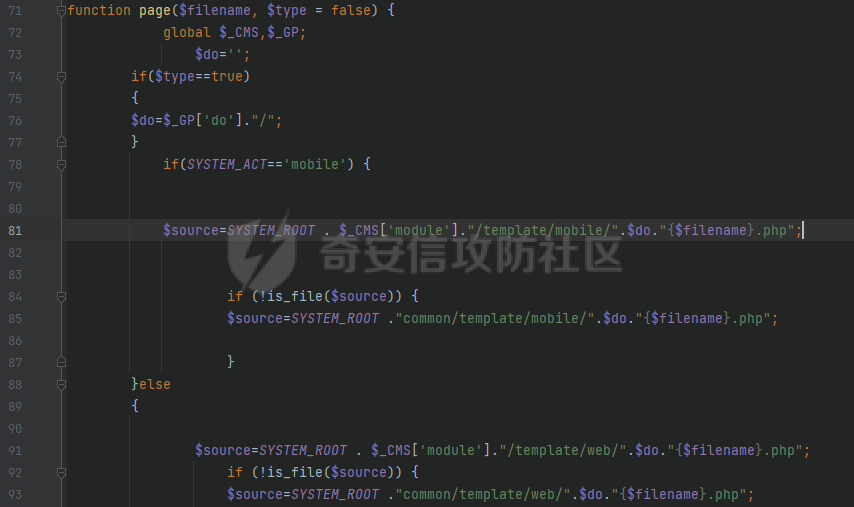 71 function page($filename, $type = false) {
72 global $_CMS,$_GP;
73 $do='';
74 if($type==true)
75 {
76 $do=$_GP['do']."/";
77 }
78 if(SYSTEM_ACT=='mobile') {
79
80
81 $source=SYSTEM_ROOT . $_CMS['module']."/template/mobile/".$do."{$filename}.php";
82
83
84 if (!is_file($source)) {
85 $source=SYSTEM_ROOT ."common/template/mobile/".$do."{$filename}.php";
86
87 }
88 }else
89 {
90
91 $source=SYSTEM_ROOT . $_CMS['module']."/template/web/".$do."{$filename}.php";
92 if (!is_file($source)) {
93 $source=SYSTEM_ROOT ."common/template/web/".$do."{$filename}.php";
奇安信攻防社区